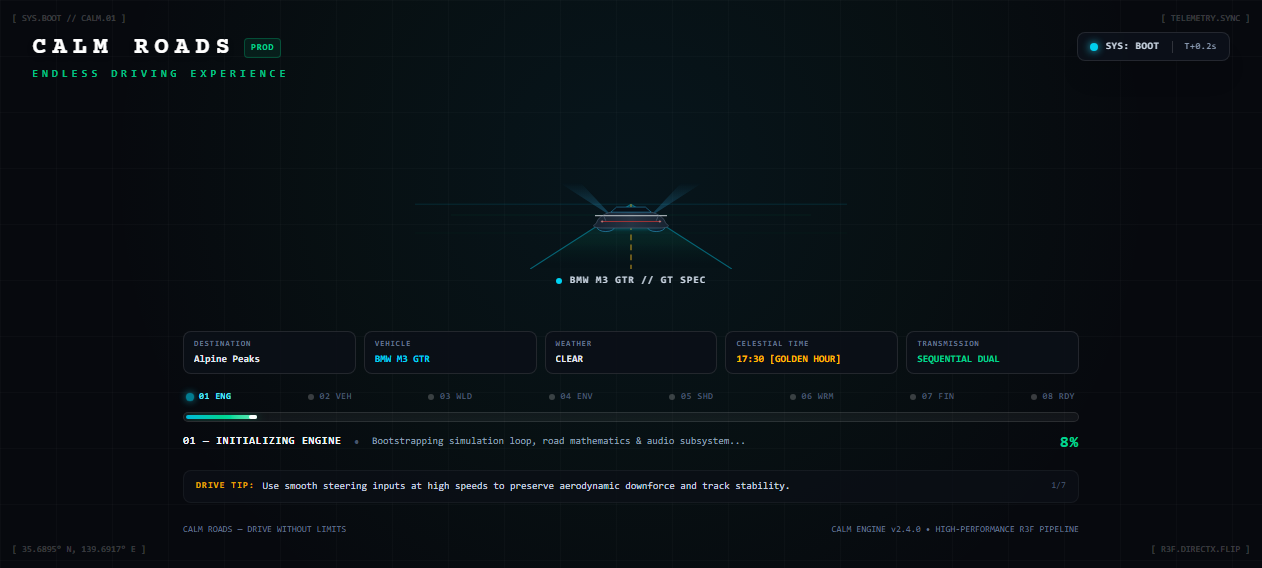 [ SYS.BOOT // CALM.01 ]
[ TELEMETRY.SYNC ]
CALM ROADS PROD
SYS: BOOT T+0.2s
ENDLESS DRIVING EXPERIENCE
BMW M3 GTR // GT SPEC
DESTINATION
Alpine Peaks
VEHICLE
BMW M3 GTR
WEATHER
CLEAR
CELESTIAL TIME
17:30 [GOLDEN HOUR]
TRANSMISSION
SEQUENTIAL DUAL
01 ENG 02 VEH 03 WLD 04 ENV 05 SHD 06 WRM 07 FIN 08 RDY
01 — INITIALIZING ENGINE • Bootstrapping simulation loop, road mathematics & audio subsystem... 8%
DRIVE TIP: Use smooth steering inputs at high speeds to preserve aerodynamic downforce and track stability. 1/7
CALM ROADS — DRIVE WITHOUT LIMITS
CALM ENGINE v2.4.0 • HIGH-PERFORMANCE R3F PIPELINE
[ 35.6895° N, 139.6917° E ]
[ R3F.DIRECTX.FLIP ]